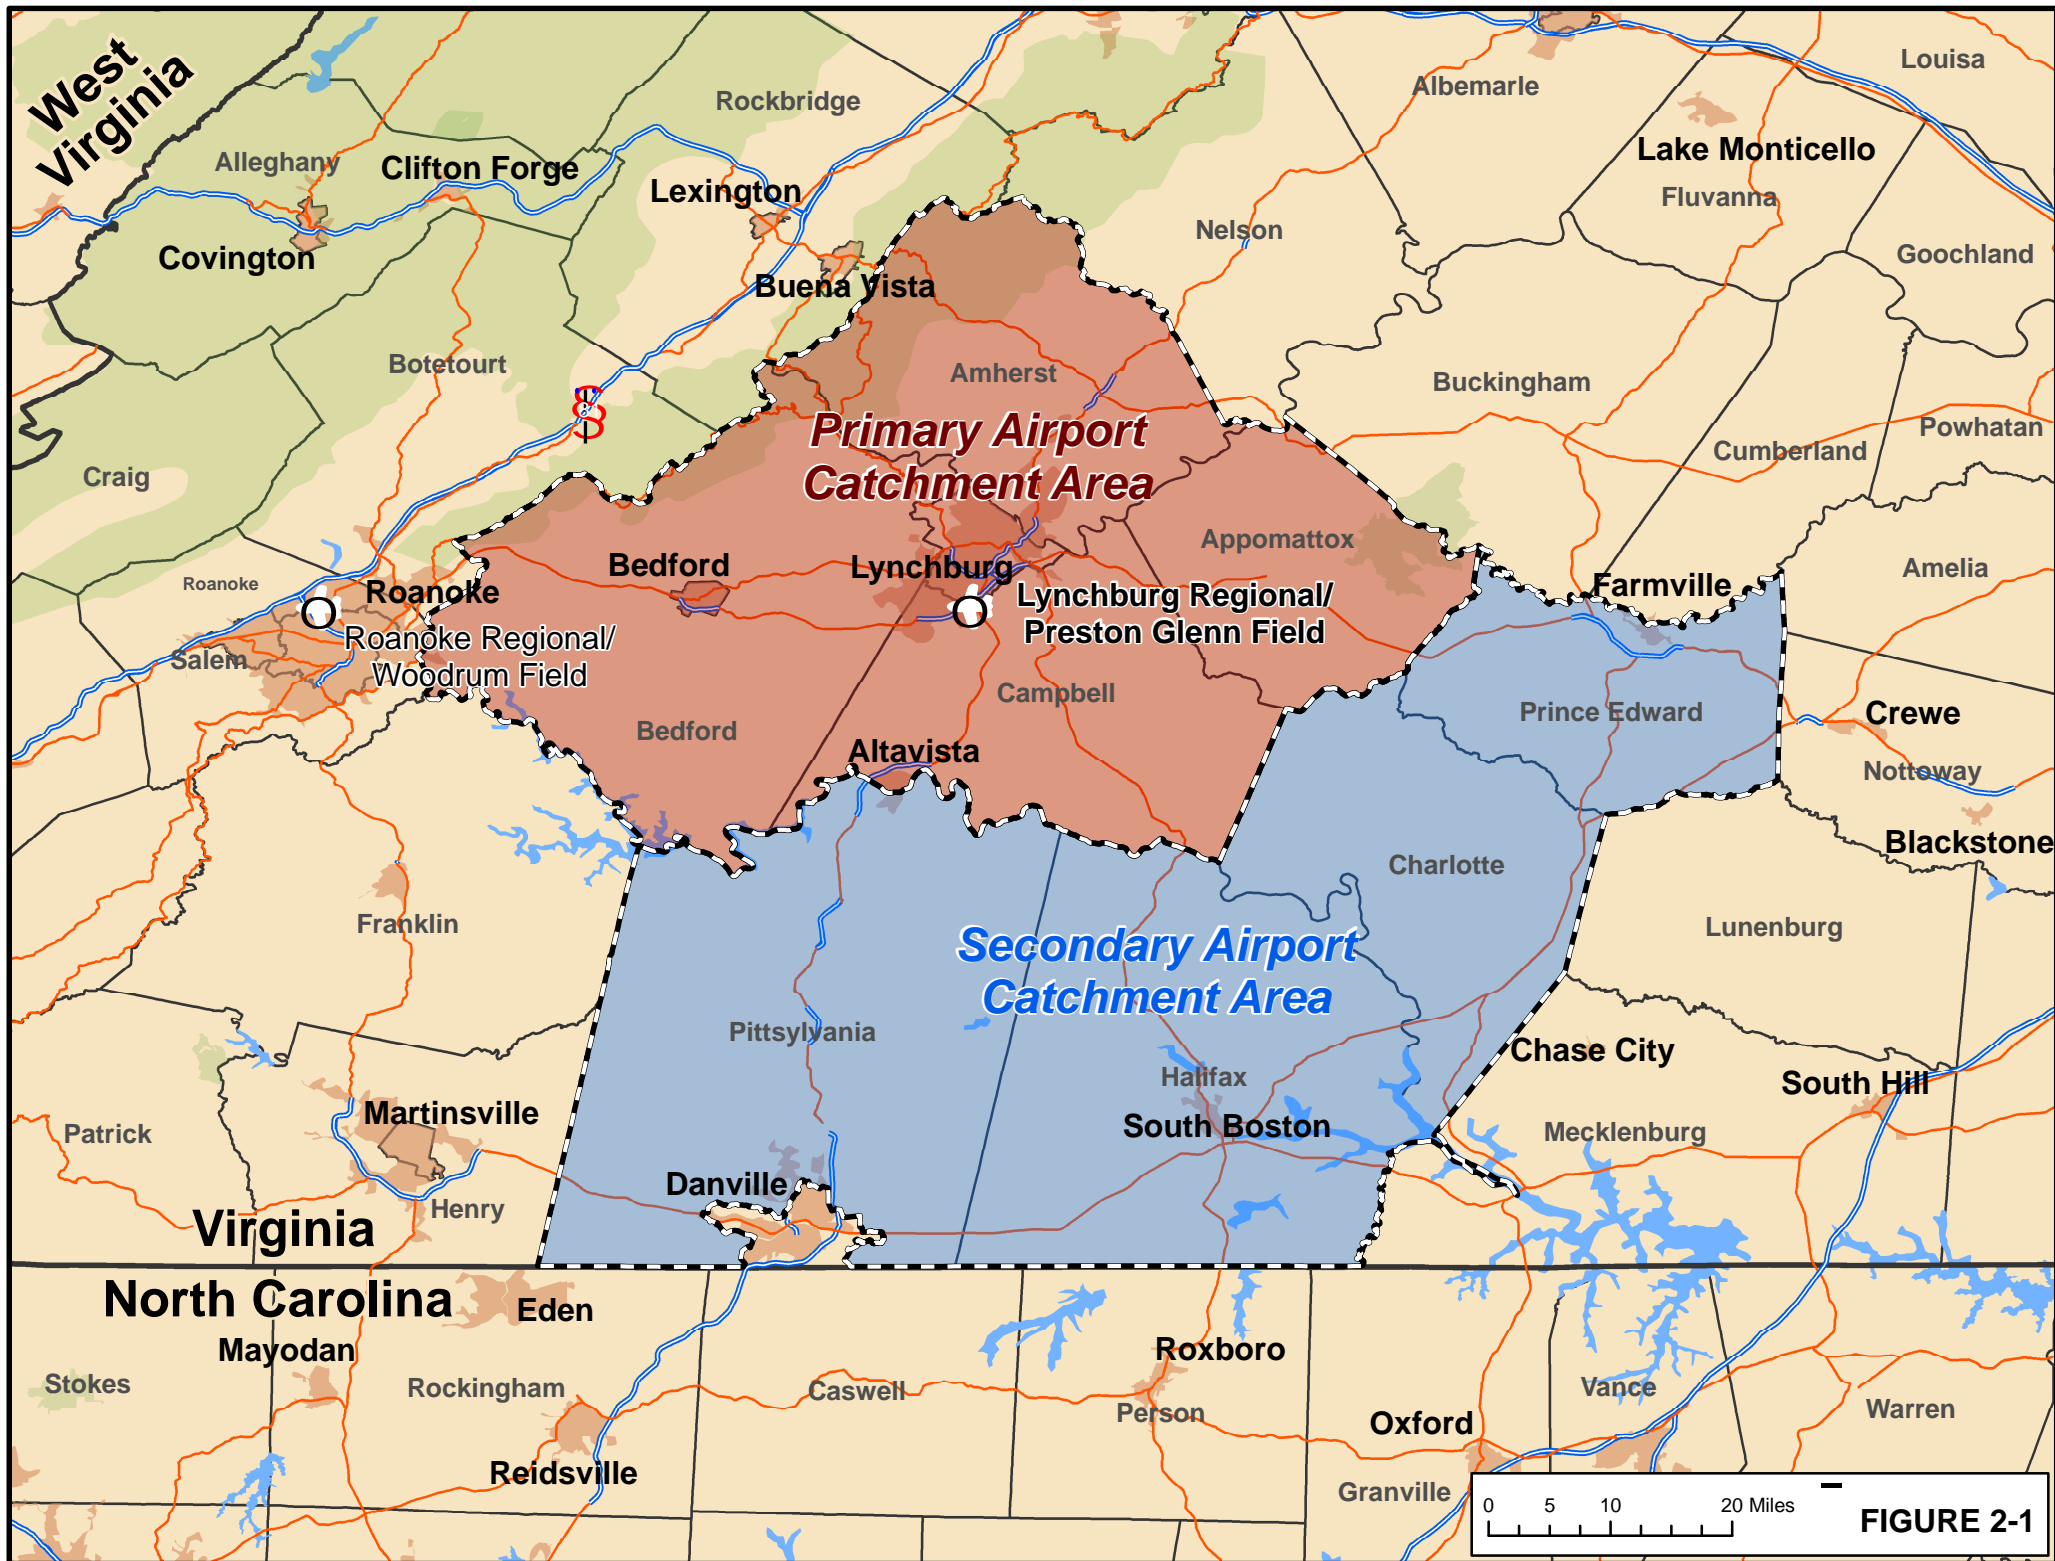 West
Virginia
Louisa
Albemarle
Rockbridge
Lake Monticello
Alleghany
Clifton Forge
Lexington
Fluvanna
Nelson
Covington
Goochland
Buena Vista
Botetourt
Amherst
Buckingham
Primary Airport
Catchment Area
Powhatan
Cumberland
Craig
Appomattox
Bedford
Lynchburg
Amelia
Roanoke
Roanoke
Farmville
Lynchburg Regional/
Preston Glenn Field
Roanoke Regional/
Woodrum Field
Salem
Campbell
Prince Edward
Crewe
Bedford
Altavista
Nottoway
Blackstone
Charlotte
Franklin
Lunenburg
Secondary Airport
Catchment Area
Pittsylvania
Chase City
Halifax
South Hill
Martinsville
Patrick
South Boston
Mecklenburg
Danville
Henry
Virginia
North Carolina
Eden
Mayodan
Roxboro
Stokes
Rockingham
Caswell
Vance
Person
Warren
Oxford
Reidsville
Granville
0 5 10 20 Miles
FIGURE 2-1